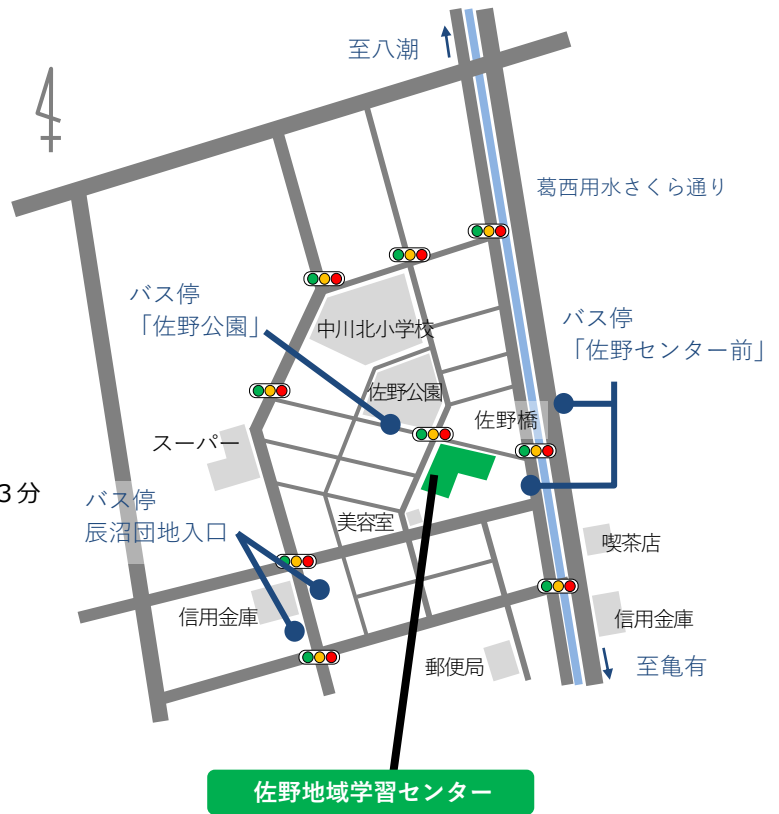 至八潮
葛西用水さくら通り
バス停
「佐野公園」
中川北小学校
バス停
「佐野センター前」
佐野公園
佐野橋
スーパー
3分
バス停
辰沼団地入口
美容室
喫茶店
信用金庫
信用金庫
郵便局
至亀有
佐野地域学習センター